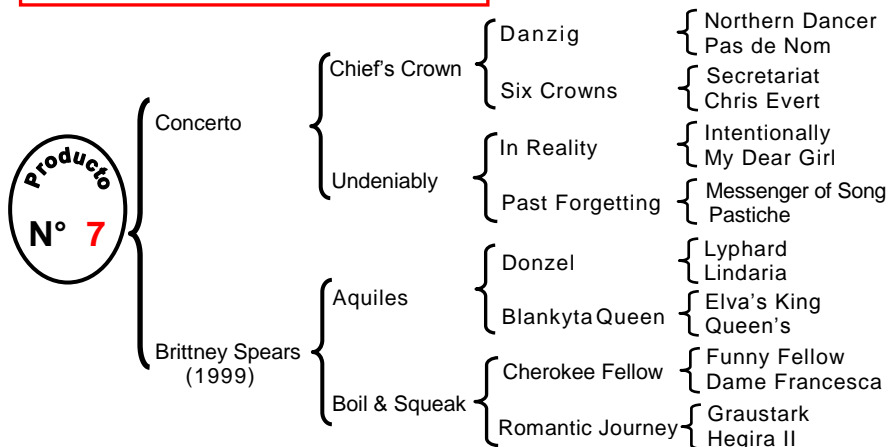 Producto
N° 7
Concerto
Brittney Spears
(1999)
Chief's Crown
Undeniably
Aquiles
Boil & Squeak
Danzig
Six Crowns
In Reality
Past Forgetting
Donzel
Blankyta Queen
Cherokee Fellow
Romantic Journey
Northern Dancer
Pas de Nom
Secretariat
Chris Evert
Intentionally
My Dear Girl
Messenger of Song
Pastiche
Lyphard
Lindaria
Elva's King
Queen's
Funny Fellow
Dame Francesca
Graustark
Hegira II